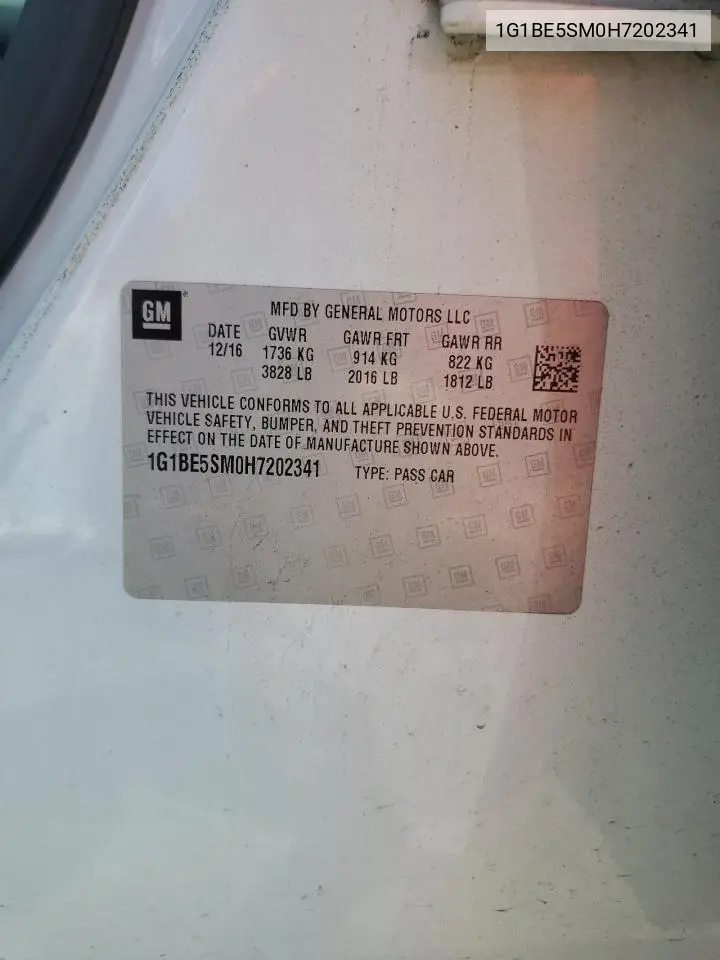 1G1BE5SM0H7202341
GM
MFD BY GENERAL MOTORS LLC
DATE GVWR GAWR FRT GAWR RR
12/16 1736 KG 914 KG 822 KG
3828 LB 2016 LB 1812 LB
THIS VEHICLE CONFORMS TO ALL APPLICABLE U.S. FEDERAL MOTOR
VEHICLE SAFETY, BUMPER, AND THEFT PREVENTION STANDARDS IN
EFFECT ON THE DATE OF MANUFACTURE SHOWN ABOVE.
1G1BE5SM0H7202341 TYPE: PASS CAR